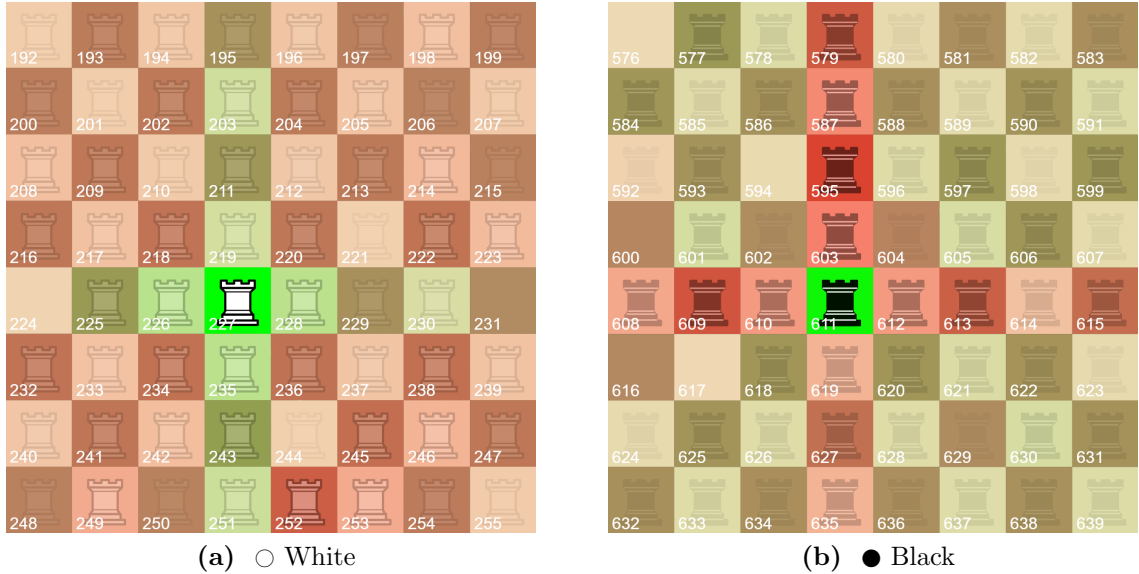 192 193 194 195 196 197 198 199
200 201 202 203 204 205 206 207
208 209 210 211 212 213 214 215
216 217 218 219 220 221 222 223
224 225 226 227 228 229 230 231
232 233 234 235 236 237 238 239
240 241 242 243 244 245 246 247
248 249 250 251 252 253 254 255
(a) ○ White
576 577 578 579 580 581 582 583
584 585 586 587 588 589 590 591
592 593 594 595 596 597 598 599
600 601 602 603 604 605 606 607
608 609 610 611 612 613 614 615
616 617 618 619 620 621 622 623
624 625 626 627 628 629 630 631
632 633 634 635 636 637 638 639
(b) ● Black